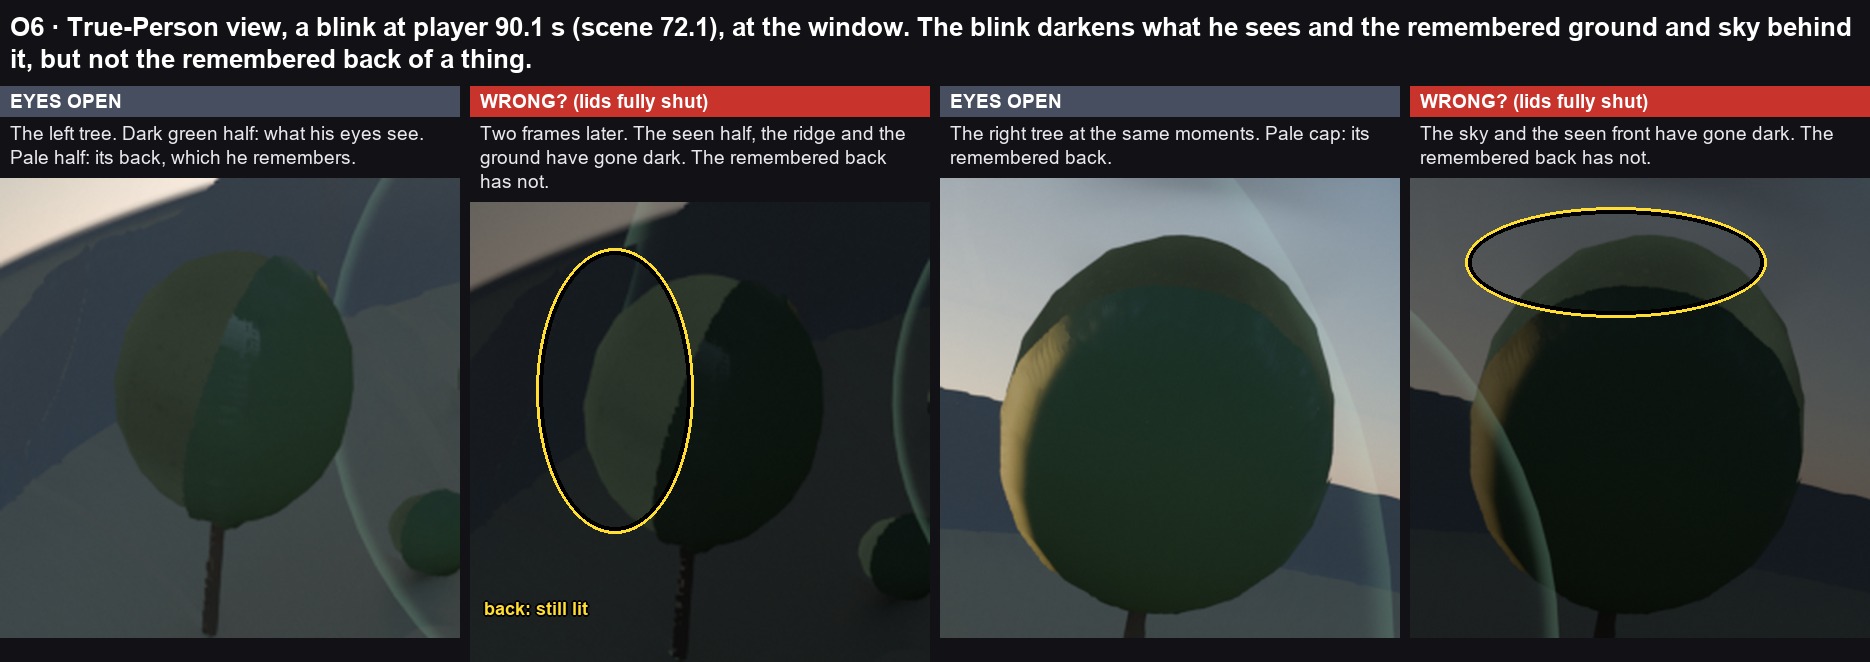 O6 · True-Person view, a blink at player 90.1 s (scene 72.1), at the window. The blink darkens what he sees and the remembered ground and sky behind
it, but not the remembered back of a thing.
EYES OPEN
The left tree. Dark green half: what his eyes see.
Pale half: its back, which he remembers.
WRONG? (lids fully shut)
Two frames later. The seen half, the ridge and the
ground have gone dark. The remembered back
has not.
back: still lit
EYES OPEN
The right tree at the same moments. Pale cap: its
remembered back.
WRONG? (lids fully shut)
The sky and the seen front have gone dark. The
remembered back has not.